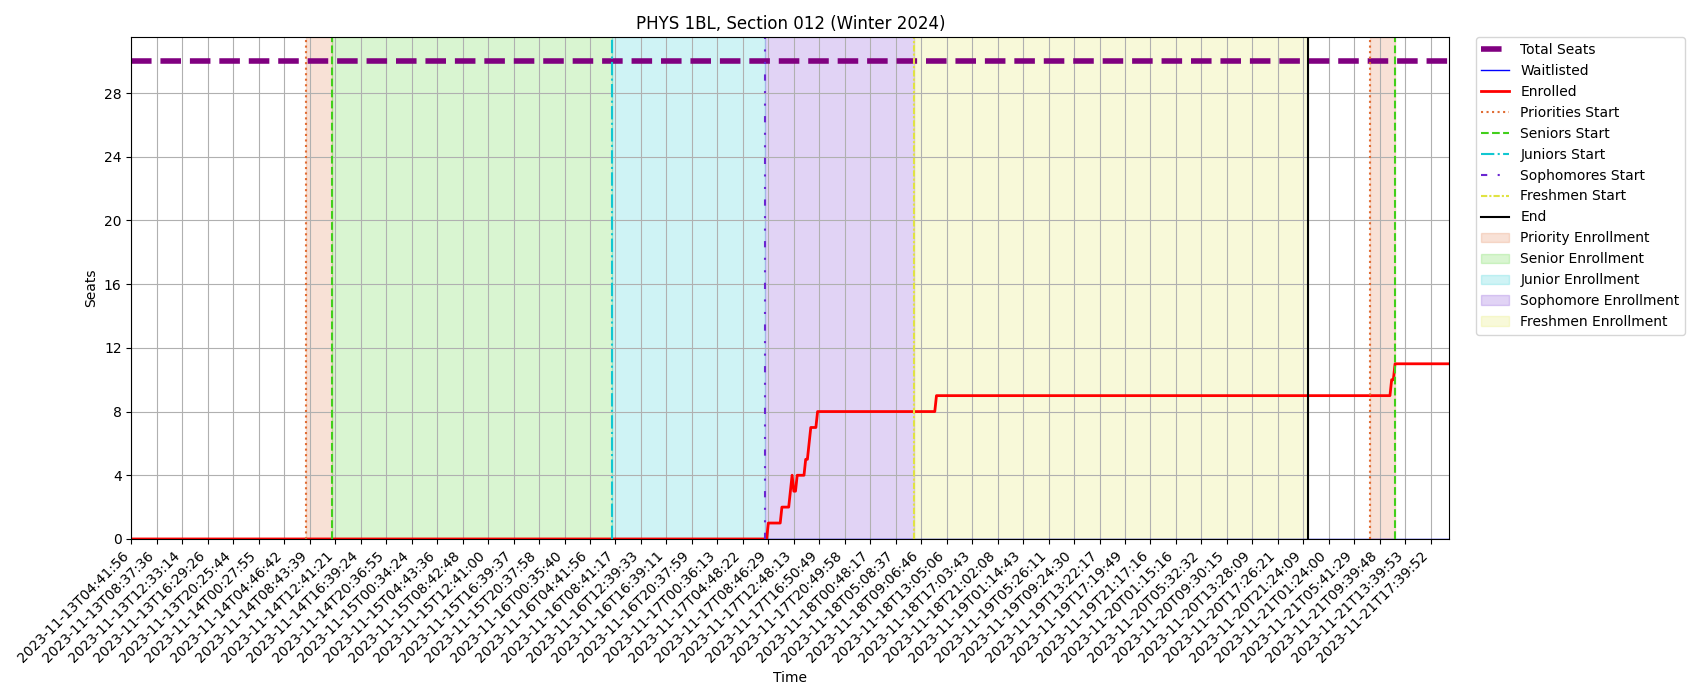 PHYS 1BL, Section 012 (Winter 2024)
Total Seats
Waitlisted
Enrolled
Priorities Start
Seniors Start
Juniors Start
Sophomores Start
Freshmen Start
End
Priority Enrollment
Senior Enrollment
Junior Enrollment
Sophomore Enrollment
Freshmen Enrollment
Seats
28
24
20
16
12
8
4
0
2023-11-13T04:41:56
2023-11-13T08:37:36
2023-11-13T12:33:14
2023-11-13T16:29:26
2023-11-13T20:25:44
2023-11-14T00:27:55
2023-11-14T04:46:42
2023-11-14T08:43:39
2023-11-14T12:41:21
2023-11-14T16:39:24
2023-11-14T20:36:55
2023-11-15T00:34:24
2023-11-15T04:43:36
2023-11-15T08:42:48
2023-11-15T12:41:00
2023-11-15T16:39:37
2023-11-15T20:37:58
2023-11-16T00:35:40
2023-11-16T04:41:56
2023-11-16T08:41:17
2023-11-16T12:39:33
2023-11-16T16:39:11
2023-11-16T20:37:59
2023-11-17T00:36:13
2023-11-17T04:48:22
2023-11-17T08:46:29
2023-11-17T12:48:13
2023-11-17T16:50:49
2023-11-17T20:49:58
2023-11-18T00:48:17
2023-11-18T05:08:37
2023-11-18T09:06:46
2023-11-18T13:05:06
2023-11-18T17:03:43
2023-11-18T21:02:08
2023-11-19T01:14:43
2023-11-19T05:26:11
2023-11-19T09:24:30
2023-11-19T13:22:17
2023-11-19T17:19:49
2023-11-19T21:17:16
2023-11-20T01:15:16
2023-11-20T05:32:32
2023-11-20T09:30:15
2023-11-20T13:28:09
2023-11-20T17:26:21
2023-11-20T21:24:09
2023-11-21T01:24:00
2023-11-21T05:41:29
2023-11-21T09:39:48
2023-11-21T13:39:53
2023-11-21T17:39:52
Time